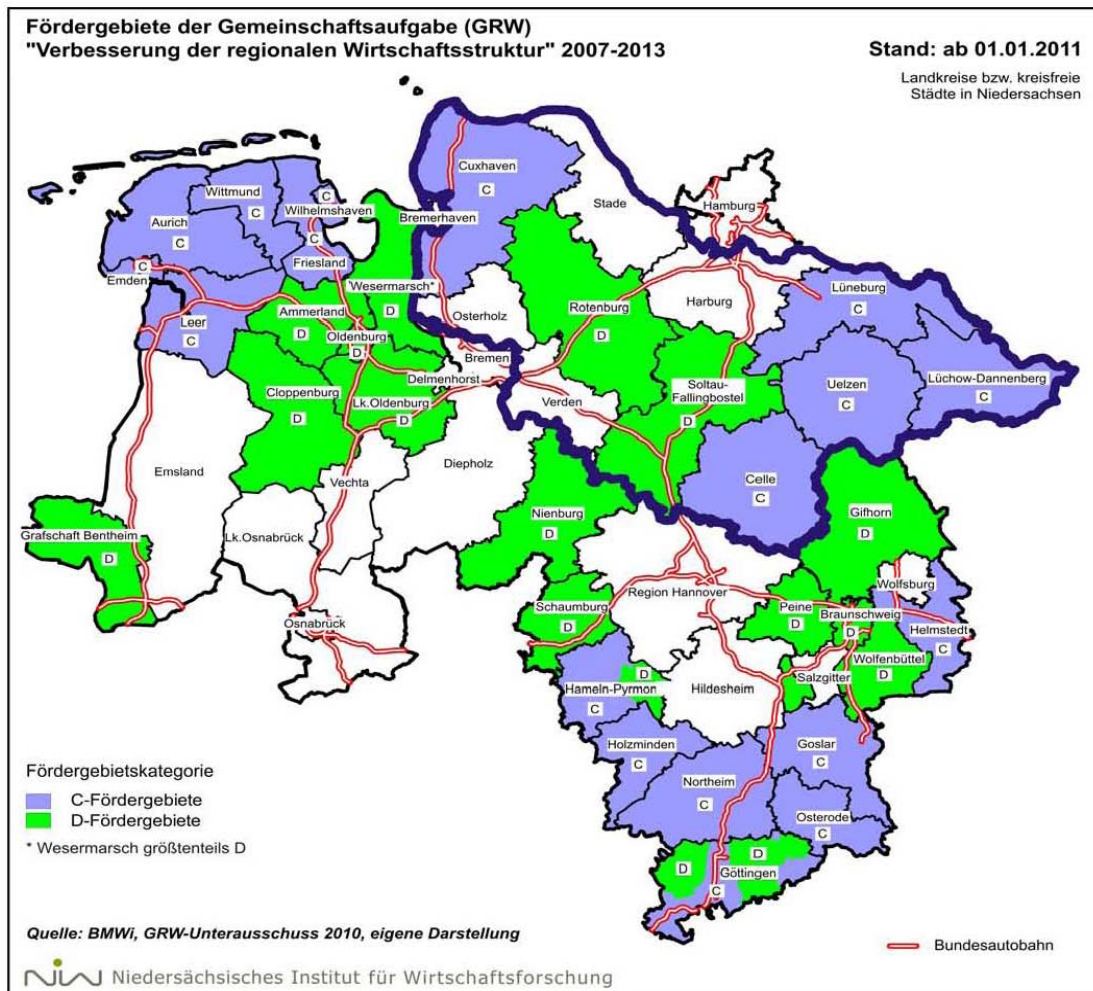 Fördergebiete der Gemeinschaftsaufgabe (GRW)
"Verbesserung der regionalen Wirtschaftsstruktur" 2007-2013
Stand: ab 01.01.2011
Landkreise bzw. kreisfreie
Städte in Niedersachsen
Cuxhaven
C
Stade
Hamburg
Wittmund
C
C
Wilhelmshaven
C
Aurich
C
Bremerhaven
Friesland
C
Emden
Leer
C
Wesermarsch*
D
Ammerland
D
Oldenburg
D
Osterholz
Rotenburg
D
Harburg
Lüneburg
C
Bremen
Delmenhorst
Cloppenburg
D
Lk.Oldenburg
D
Verden
Soltau-
Fallingbostel
D
Uelzen
C
Lüchow-Dannenberg
C
Emsland
Vechta
Diepholz
Celle
C
Nienburg
D
Gifhorn
D
Grafschaft Bentheim
D
Lk.Osnabrück
Wolfsburg
Region Hannover
Schaumburg
D
Peine
D
Braunschweig
D
Helmstedt
C
Osnabrück
Wolfenbüttel
D
Salzgitter
D
Hameln-Pyrmon
C
Hildesheim
Holzminden
C
Goslar
C
Northeim
C
Osterode
C
D
D
Göttingen
C
Fördergebietskategorie
C-Fördergebiete
D-Fördergebiete
* Wesermarsch größtenteils D
Quelle: BMWi, GRW-Unterausschuss 2010, eigene Darstellung
Bundesautobahn
NIW Niedersächsisches Institut für Wirtschaftsforschung